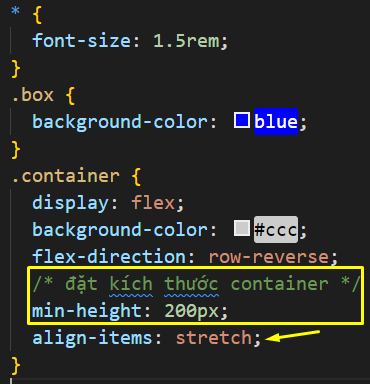 * {
font-size: 1.5rem;
}
.box {
background-color: blue;
}
.container {
display: flex;
background-color: #ccc;
flex-direction: row-reverse;
/* đặt kích thước container */
min-height: 200px;
align-items: stretch;
}